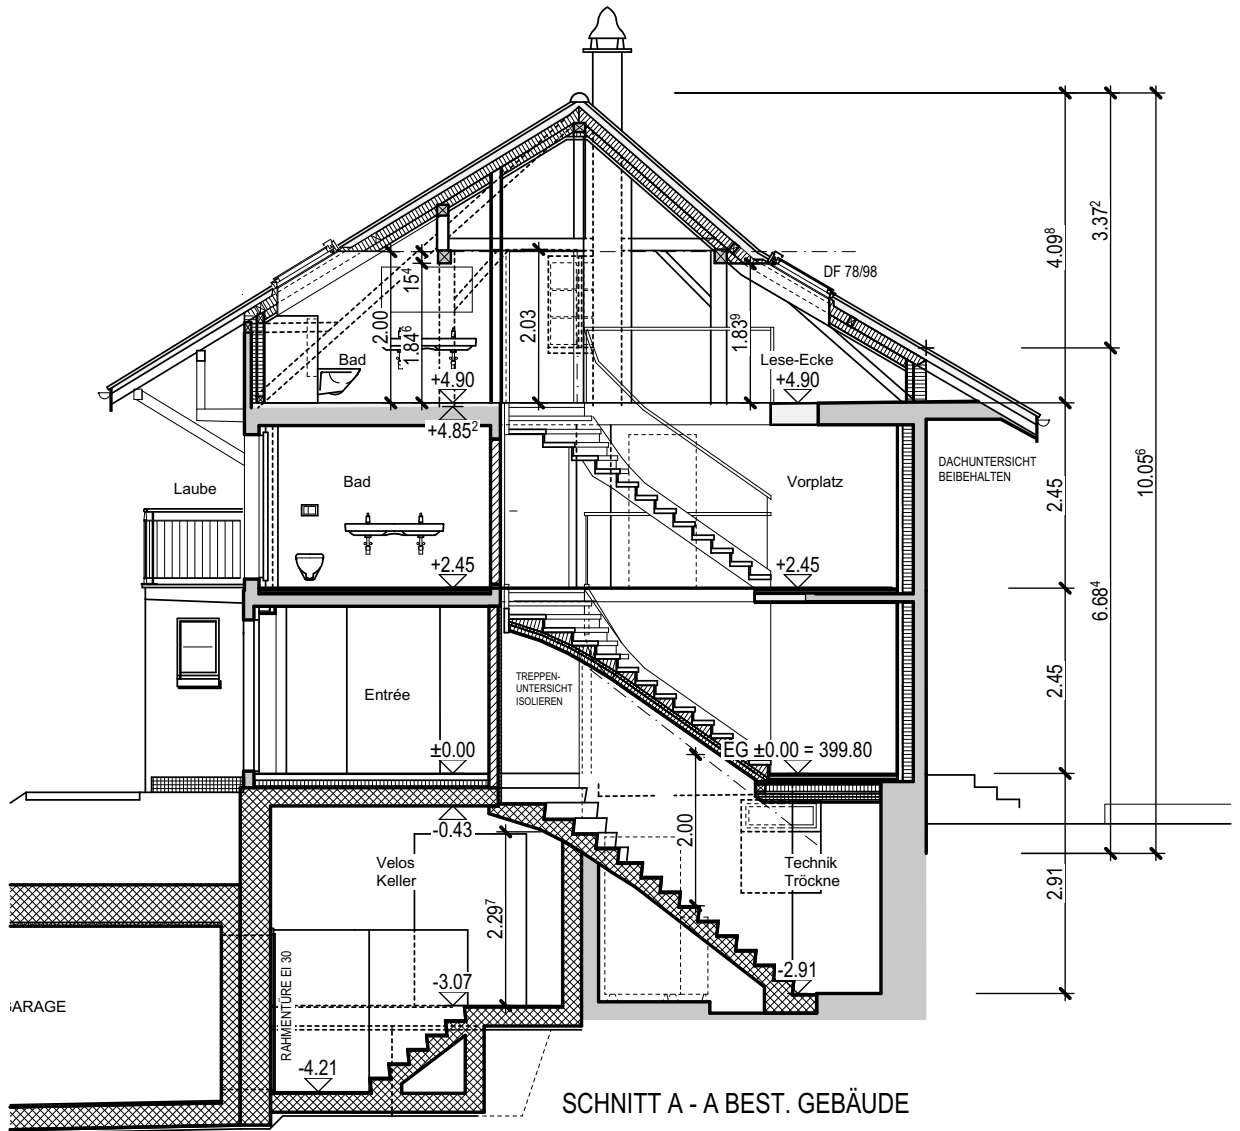 3.37²
4.09⁸
DF 78/98
15⁴
2.00
1.84⁶
2.03
1.83⁹
Bad
Lese-Ecke
+4.90
+4.90
+4.85²
10.05⁶
DACHUNTERSICHT
BEIBEHALTEN
Laube
Bad
Vorplatz
2.45
+2.45
+2.45
6.68⁴
Entrée
TREPPEN-
UNTERSICHT
ISOLIEREN
2.45
±0.00
EG ±0.00 = 399.80
-0.43
2.00
Velos
Keller
Technik
Tröckne
2.91
2.29⁷
-2.91
-3.07
GARAGE
RAHMENTÜRE EI 30
-4.21
SCHNITT A - A BEST. GEBÄUDE